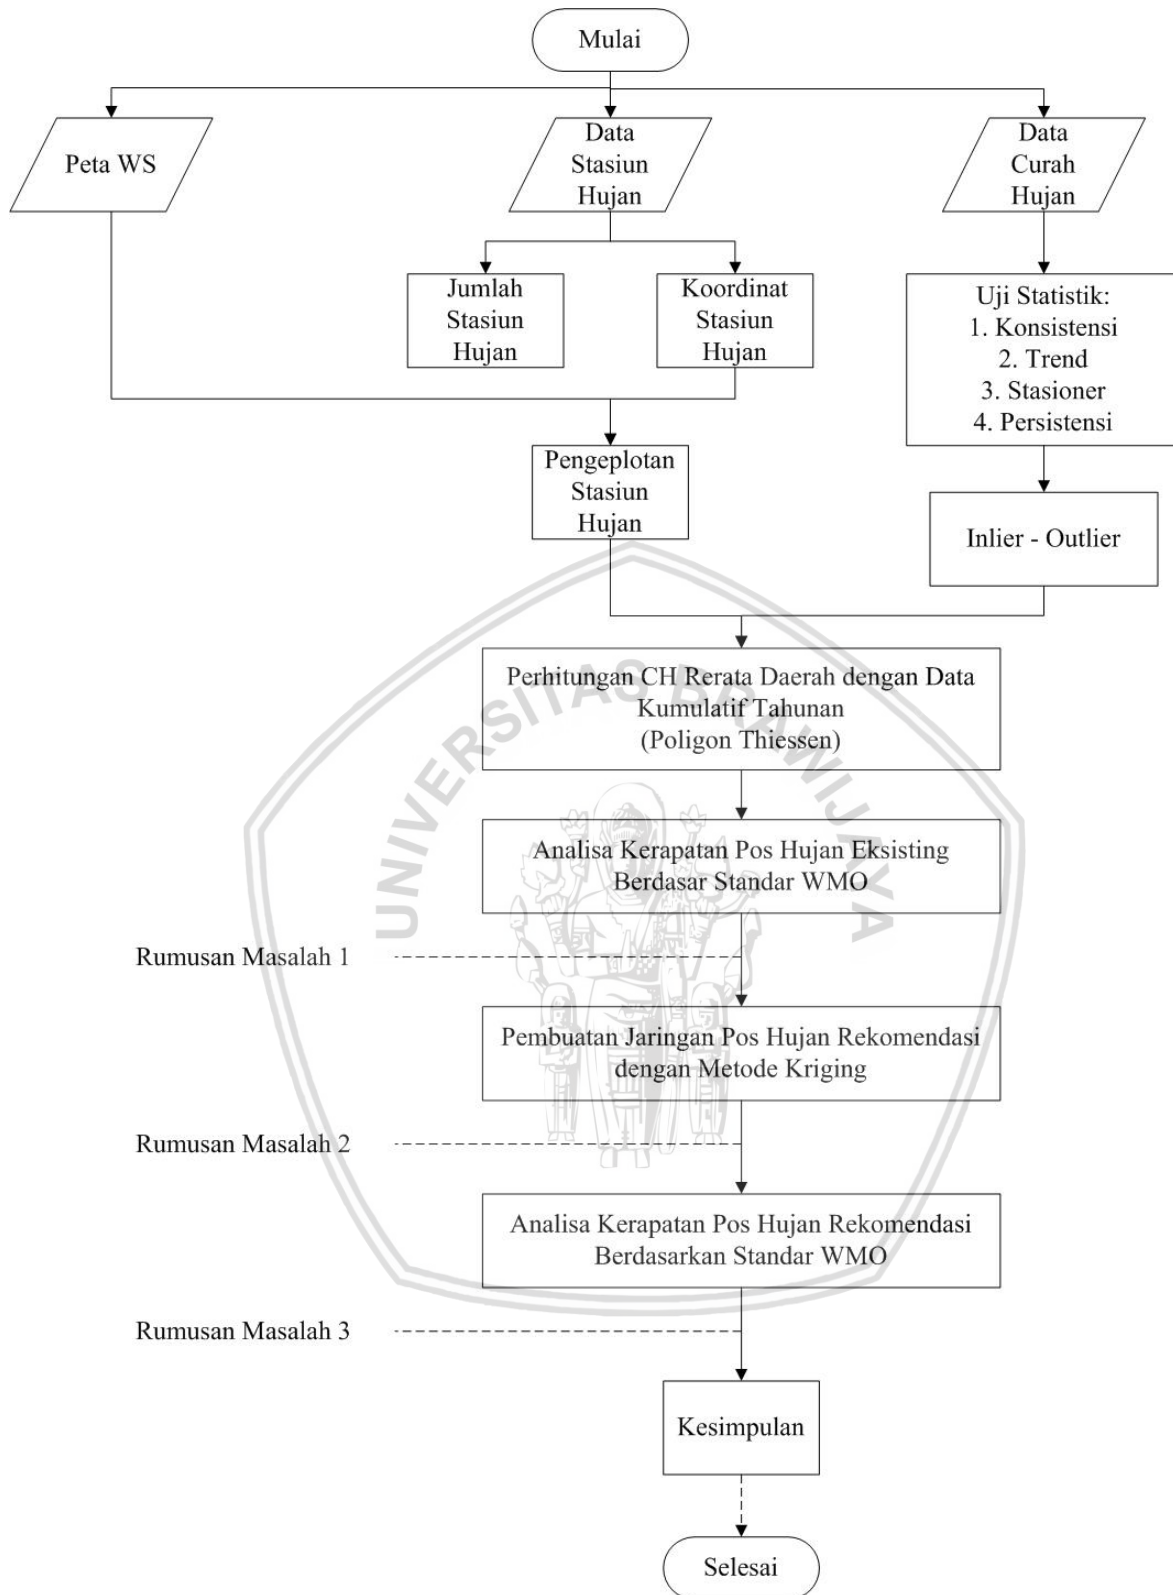 Mulai
Peta WS
Data
Stasiun
Hujan
Data
Curah
Hujan
Jumlah
Stasiun
Hujan
Koordinat
Stasiun
Hujan
Uji Statistik:
1. Konsistensi
2. Trend
3. Stasioner
4. Persistensi
Pengeplotan
Stasiun
Hujan
Inlier - Outlier
Perhitungan CH Rerata Daerah dengan Data
Kumulatif Tahunan
(Poligon Thiessen)
UNIVERSITAS BRAWIJAYA
Analisa Kerapatan Pos Hujan Eksisting
Berdasar Standar WMO
Rumusan Masalah 1
Pembuatan Jaringan Pos Hujan Rekomendasi
dengan Metode Kriging
Rumusan Masalah 2
Analisa Kerapatan Pos Hujan Rekomendasi
Berdasarkan Standar WMO
Rumusan Masalah 3
Kesimpulan
Selesai